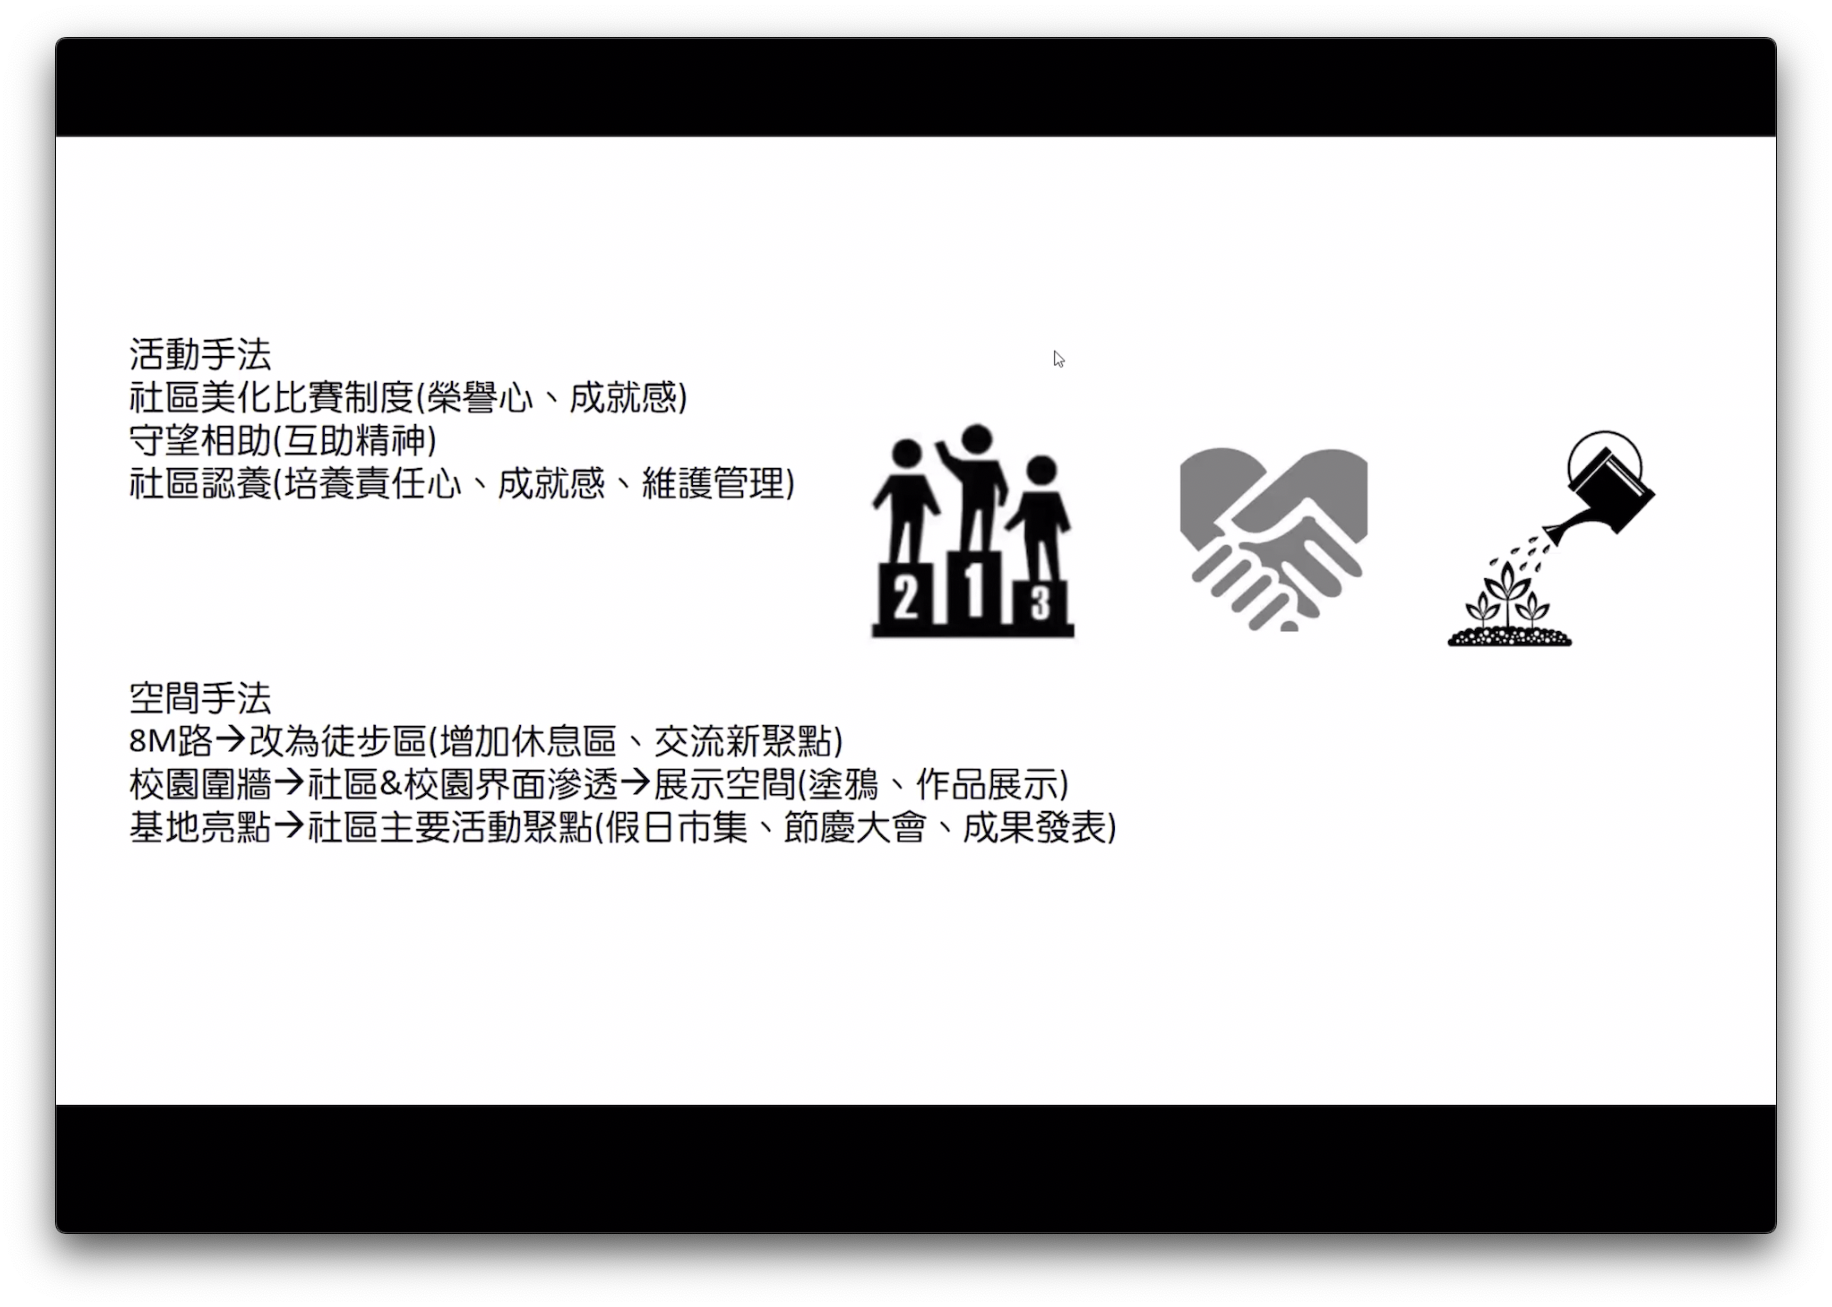 活動手法
社區美化比賽制度(榮譽心、成就感)
守望相助(互助精神)
社區認養(培養責任心、成就感、維護管理)
2 1 3
空間手法
8M路→改為徒步區(增加休息區、交流新聚點)
校園圍牆→社區&校園界面滲透→展示空間(塗鴉、作品展示)
基地亮點→社區主要活動聚點(假日市集、節慶大會、成果發表)